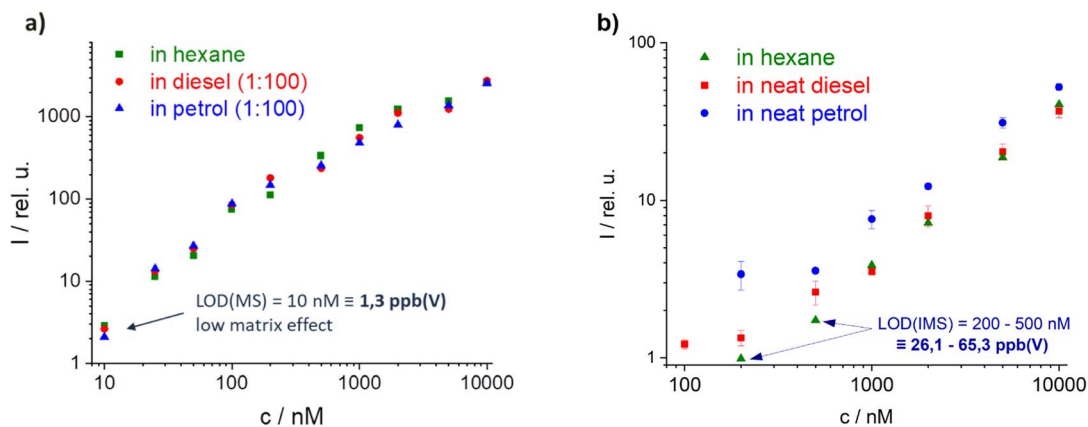 a)
in hexane
in diesel (1:100)
in petrol (1:100)
1000
100
10
1
I / rel. u.
LOD(MS) = 10 nM ≡ 1,3 ppb(V)
low matrix effect
10
100
1000
10000
c / nM
b)
in hexane
in neat diesel
in neat petrol
100
10
1
I / rel. u.
LOD(IMS) = 200 - 500 nM
≡ 26,1 - 65,3 ppb(V)
100
1000
10000
c / nM